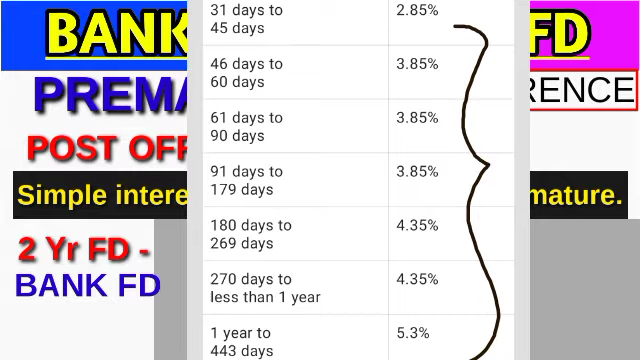 BANK
FD
PREMA
RENCE
POST OFF
Simple intere
mature.
2 Yr FD -
BANK FD
31 days to
45 days
2.85%
46 days to
60 days
3.85%
61 days to
90 days
3.85%
91 days to
179 days
3.85%
180 days to
269 days
4.35%
270 days to
less than 1 year
4.35%
1 year to
443 days
5.3%